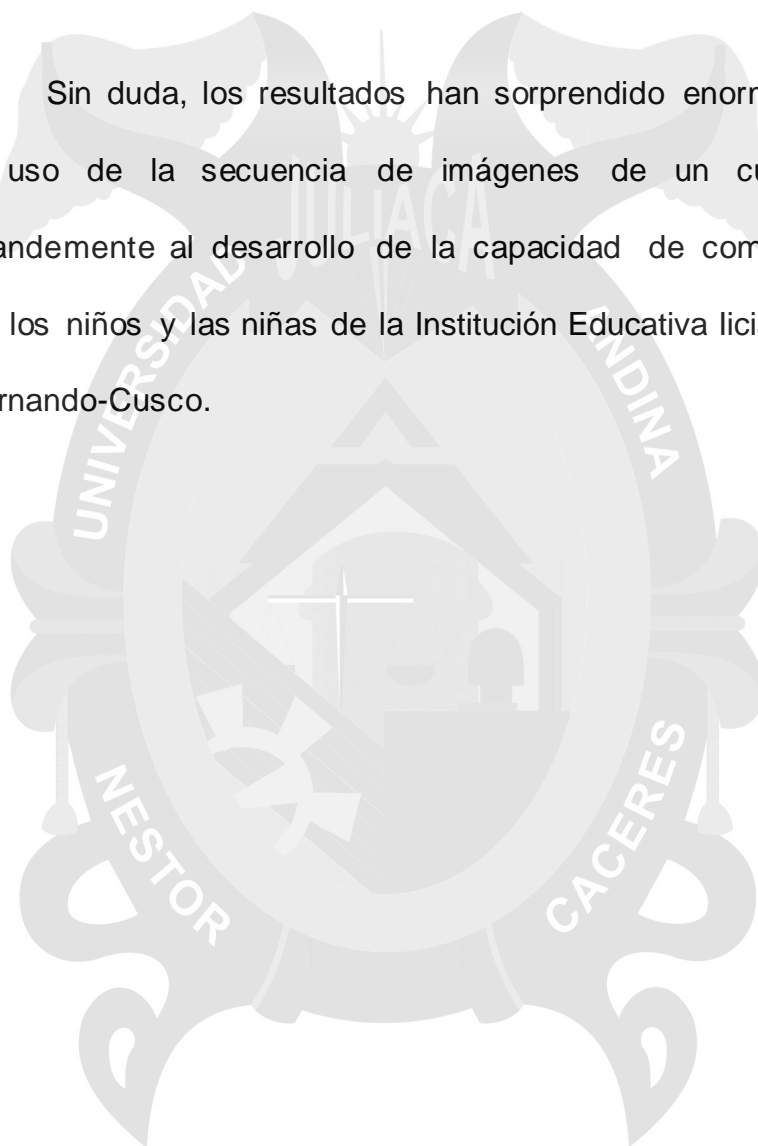 Sin duda, los resultados han sorprendido enorm
uso de la secuencia de imágenes de un cu
andemente al desarrollo de la capacidad de com
los niños y las niñas de la Institución Educativa Iici
rnando-Cusco.
JULIACA
UNIVERSIDAD
ANDINA
NESTOR
CACERES